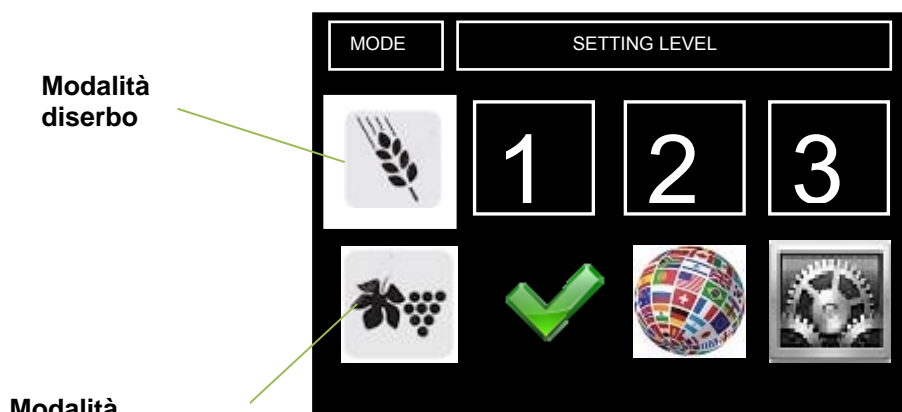 MODE
SETTING LEVEL
Modalità
diserbo
1
2
3
Modalità